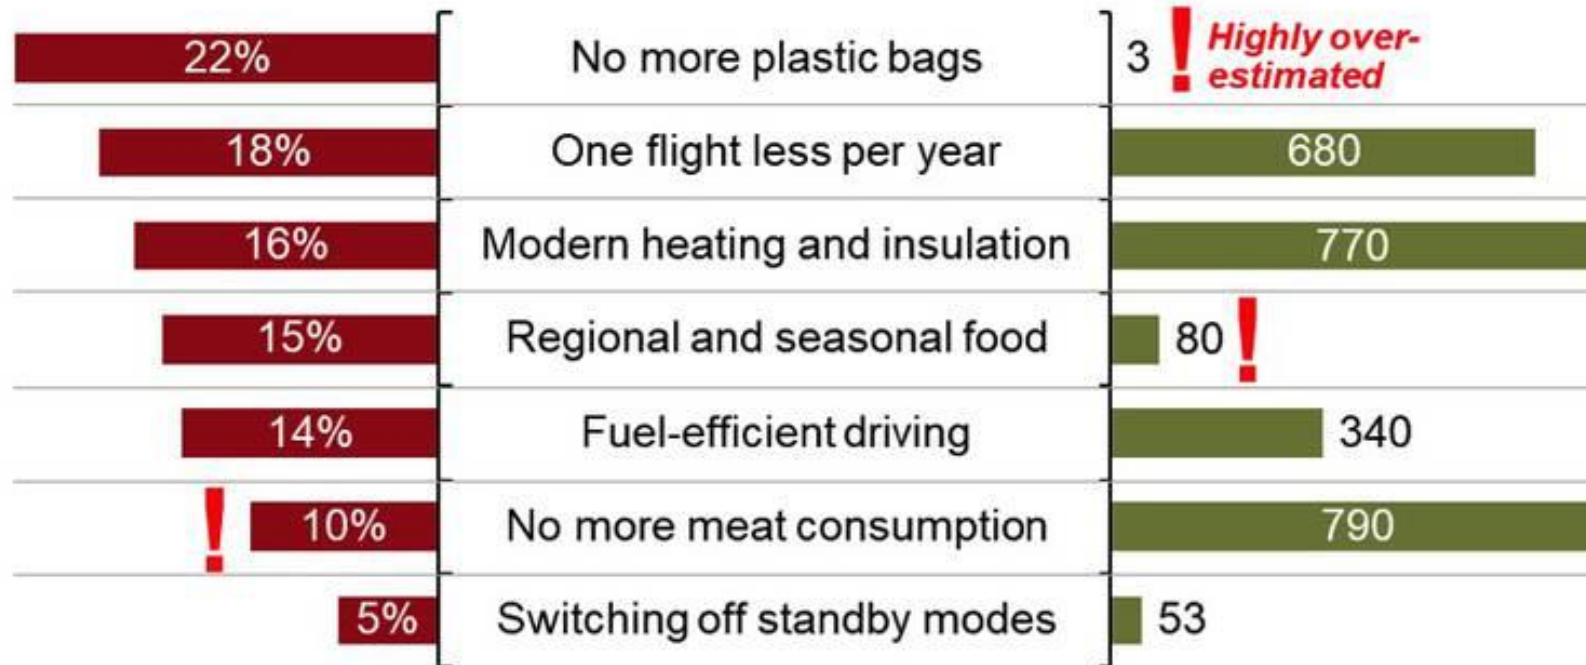 22% No more plastic bags 3 ! Highly over-
estimated
18% One flight less per year 680
16% Modern heating and insulation 770
15% Regional and seasonal food 80 !
14% Fuel-efficient driving 340
! 10% No more meat consumption 790
5% Switching off standby modes 53